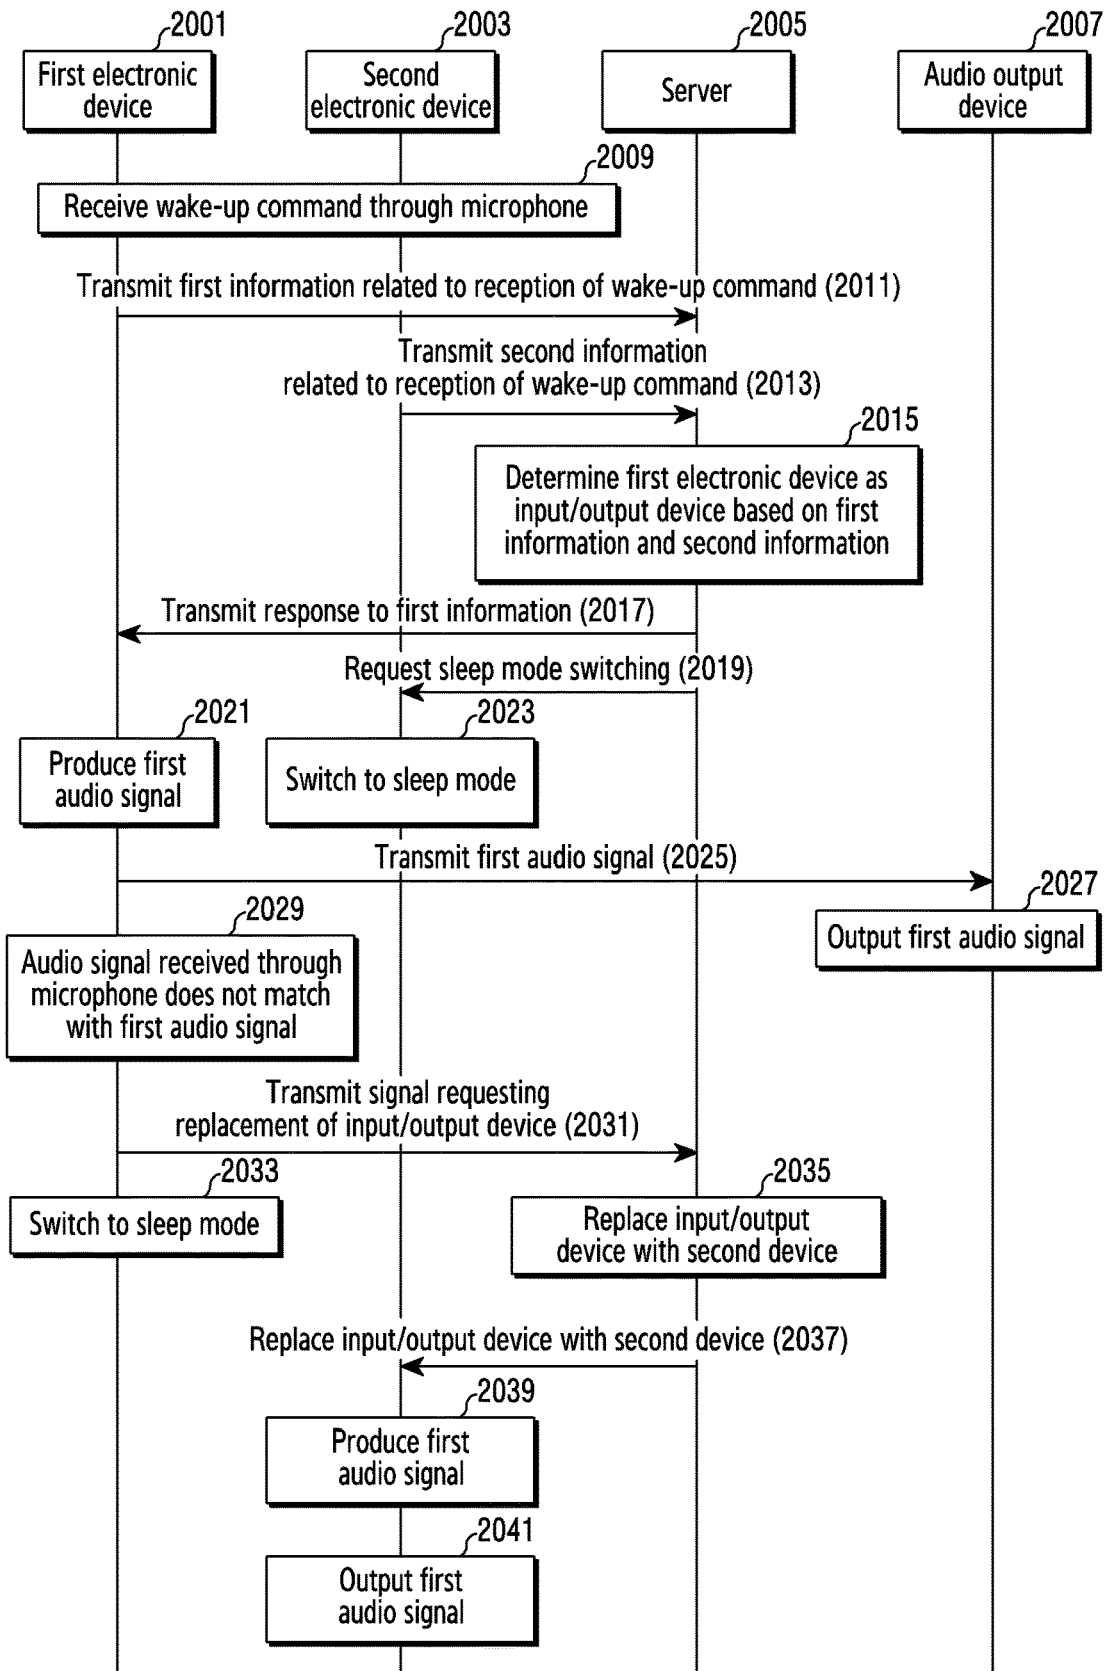 2001
2003
2005
2007
First electronic
device
Second
electronic device
Server
Audio output
device
2009
Receive wake-up command through microphone
Transmit first information related to reception of wake-up command (2011)
Transmit second information
related to reception of wake-up command (2013)
2015
Determine first electronic device as
input/output device based on first
information and second information
Transmit response to first information (2017)
Request sleep mode switching (2019)
2021
2023
Produce first
audio signal
Switch to sleep mode
Transmit first audio signal (2025)
2027
Output first audio signal
2029
Audio signal received through
microphone does not match
with first audio signal
Transmit signal requesting
replacement of input/output device (2031)
2033
Switch to sleep mode
2035
Replace input/output
device with second device
Replace input/output device with second device (2037)
2039
Produce first
audio signal
2041
Output first
audio signal